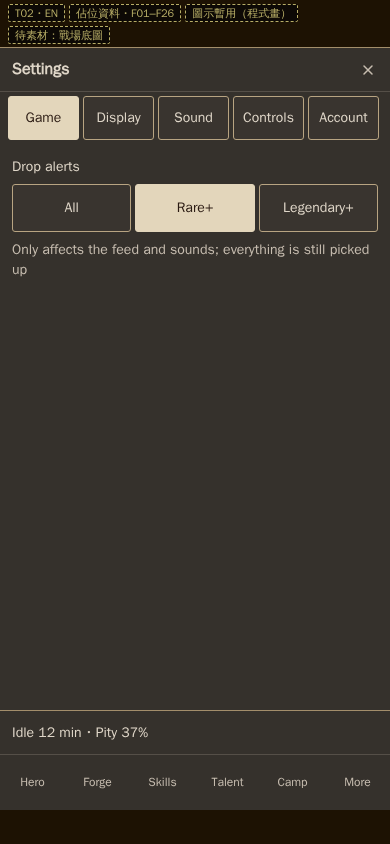 T02・EN 佔位資料・F01–F26 圖示暫用（程式畫）
待素材：戰場底圖
Settings ×
Game Display Sound Controls Account
Drop alerts
All Rare+ Legendary+
Only affects the feed and sounds; everything is still picked
up
Idle 12 min・Pity 37%
Hero Forge Skills Talent Camp More